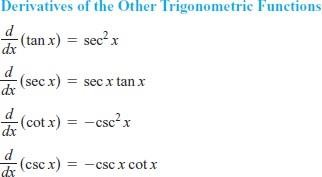 Derivatives of the Other Trigonometric Functions
d/dx (tan x) = sec² x
d/dx (sec x) = sec x tan x
d/dx (cot x) = −csc² x
d/dx (csc x) = −csc x cot x